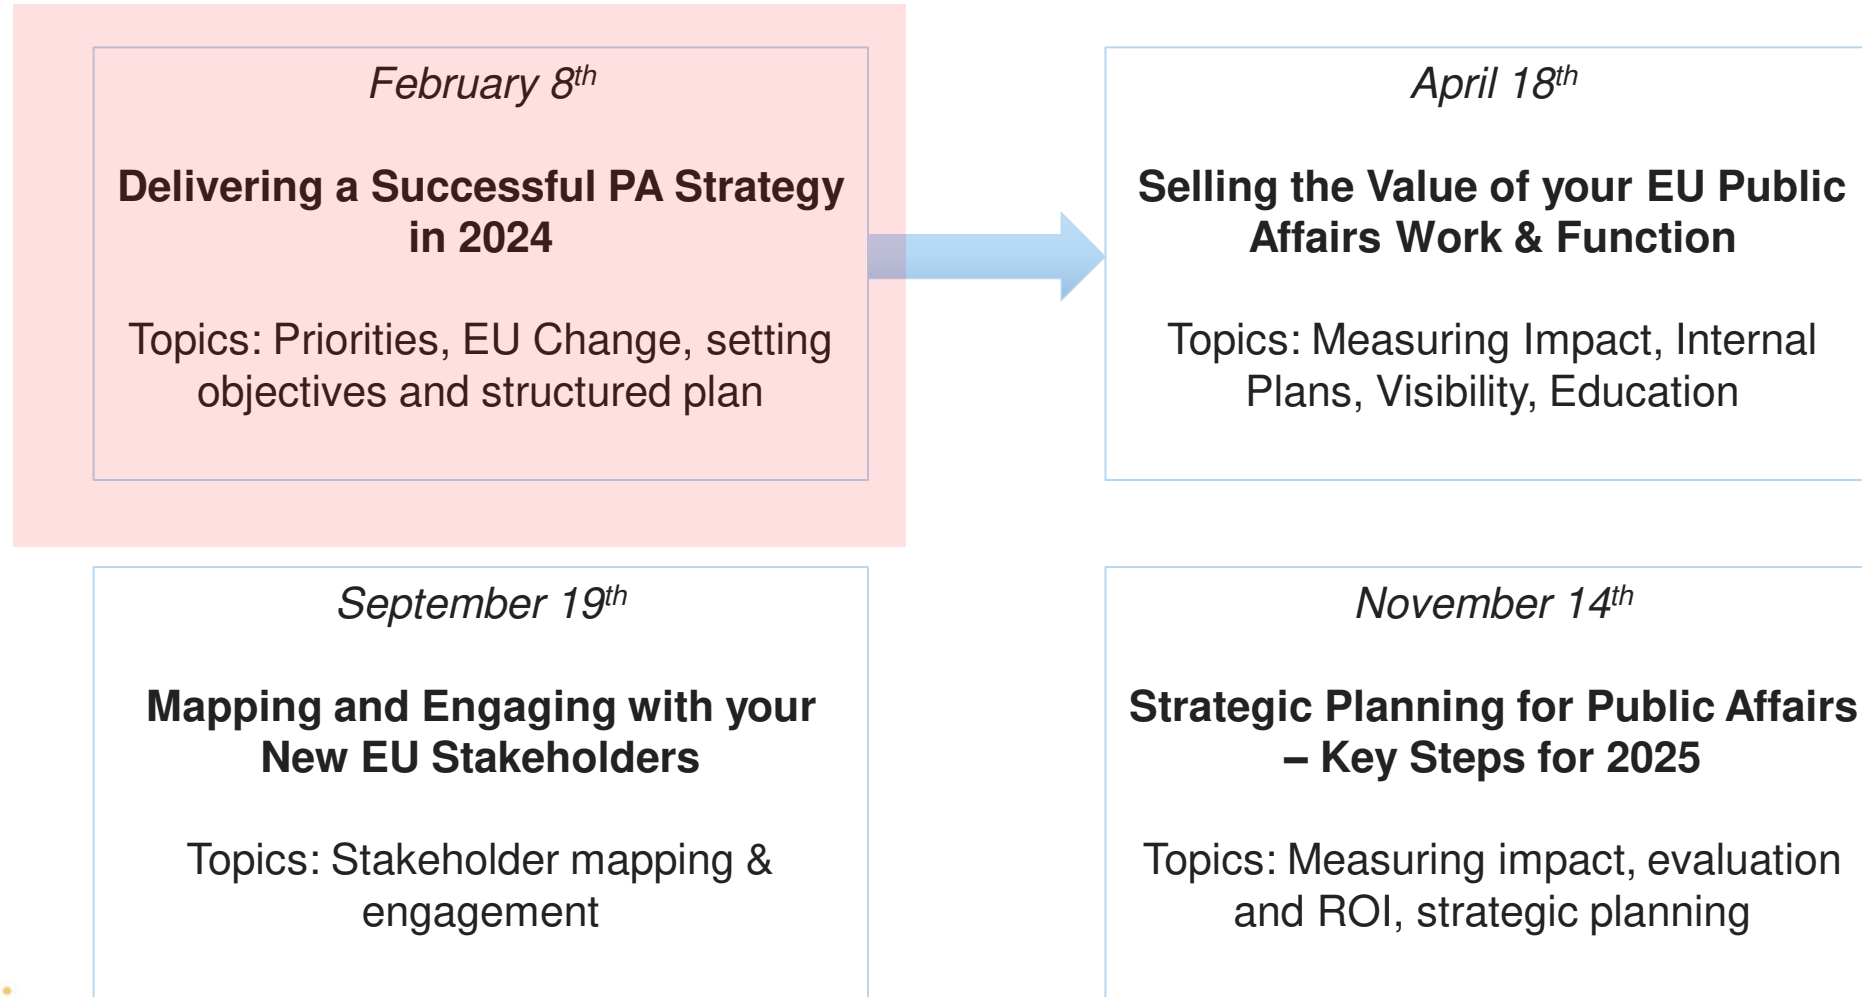 February 8th
Delivering a Successful PA Strategy
in 2024
Topics: Priorities, EU Change, setting
objectives and structured plan
April 18th
Selling the Value of your EU Public
Affairs Work & Function
Topics: Measuring Impact, Internal
Plans, Visibility, Education
September 19th
Mapping and Engaging with your
New EU Stakeholders
Topics: Stakeholder mapping &
engagement
November 14th
Strategic Planning for Public Affairs
– Key Steps for 2025
Topics: Measuring impact, evaluation
and ROI, strategic planning